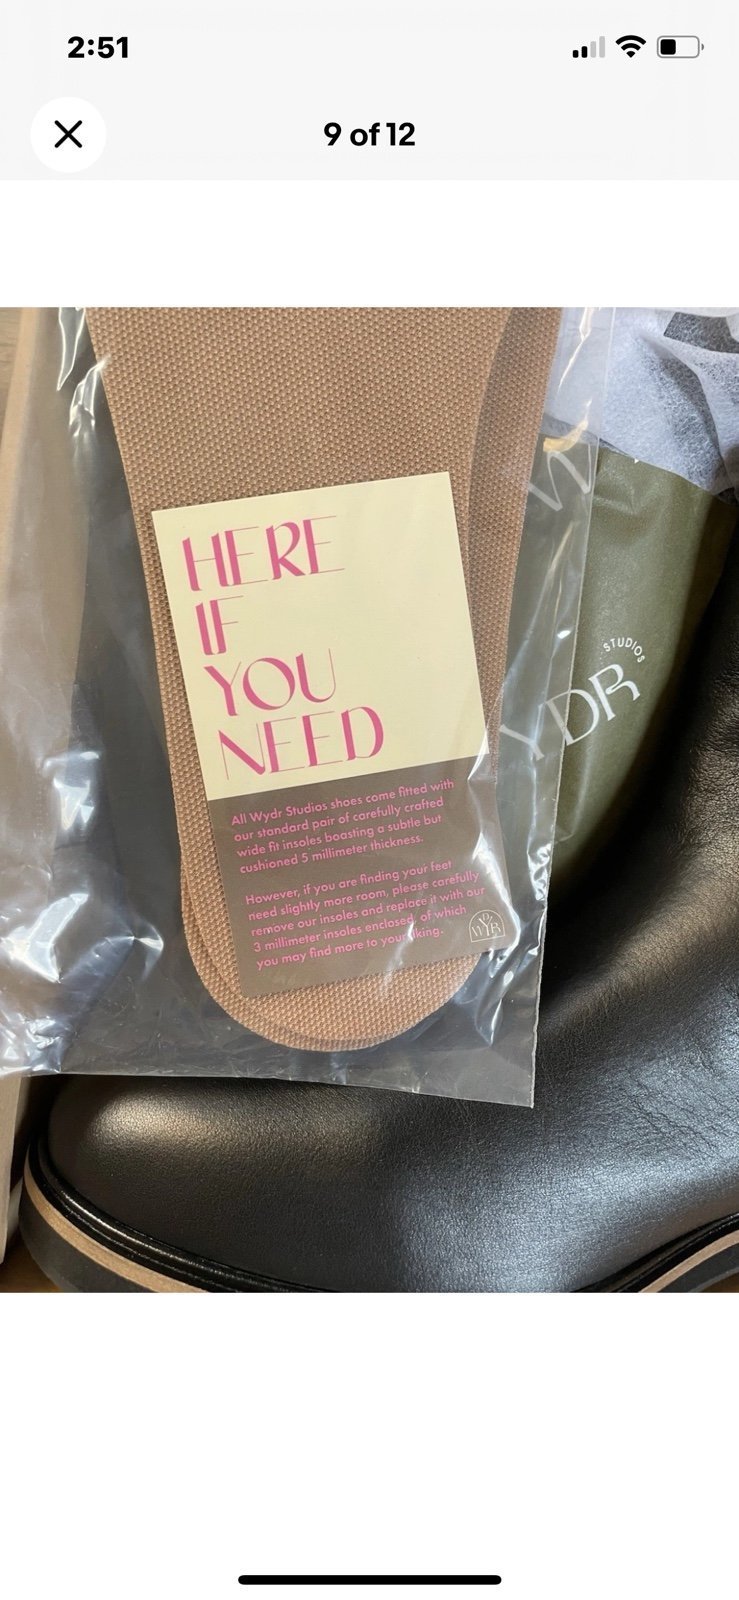 2:51
9 of 12
HERE
IF
YOU
NEED
All Wydr Studios shoes come fitted with
our standard pair of carefully crafted
wide fit insoles boasting a subtle but
cushioned 5 millimeter thickness.
However, if you are finding your feet
need slightly more room, please carefully
remove our insoles and replace it with our
3 millimeter insoles enclosed, of which
you may find more to your liking.
WYDR
STUDIOS
WYDR